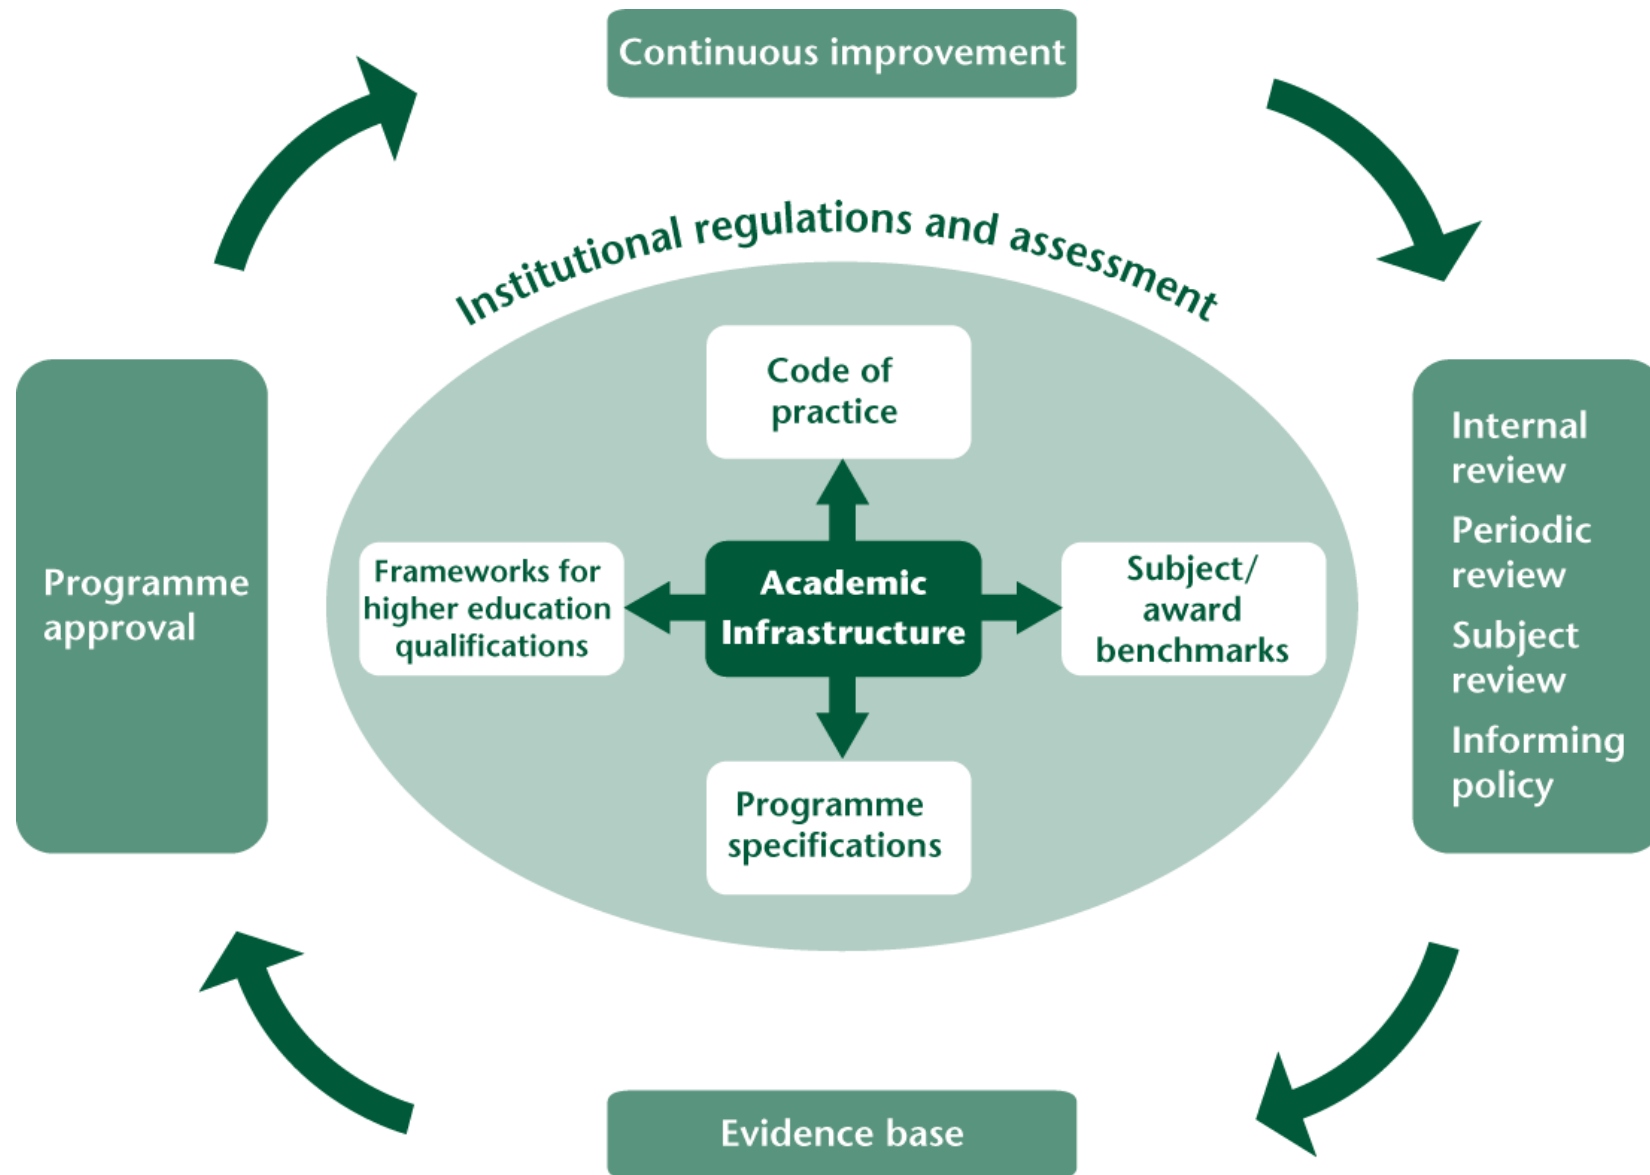 Continuous improvement
Institutional regulations and assessment
Code of
practice
Programme
approval
Frameworks for
higher education
qualifications
Academic
Infrastructure
Subject/
award
benchmarks
Internal
review
Periodic
review
Subject
review
Informing
policy
Programme
specifications
Evidence base